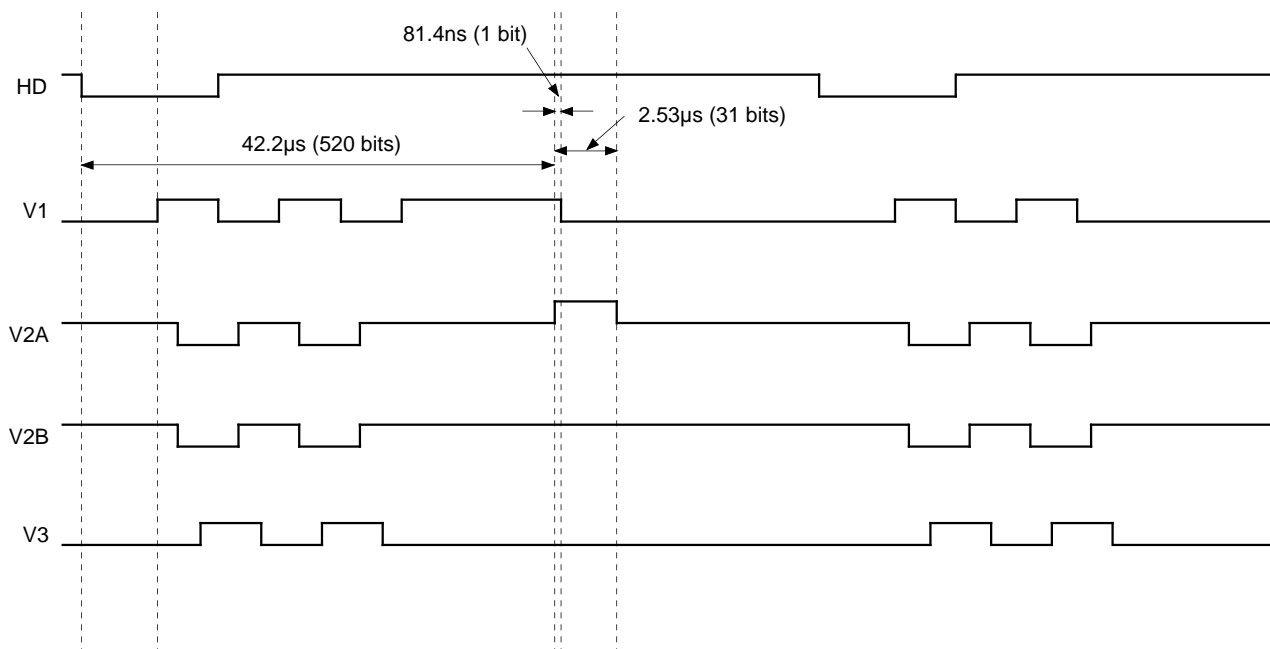 81.4ns (1 bit)
HD
2.53µs (31 bits)
42.2µs (520 bits)
V1
V2A
V2B
V3